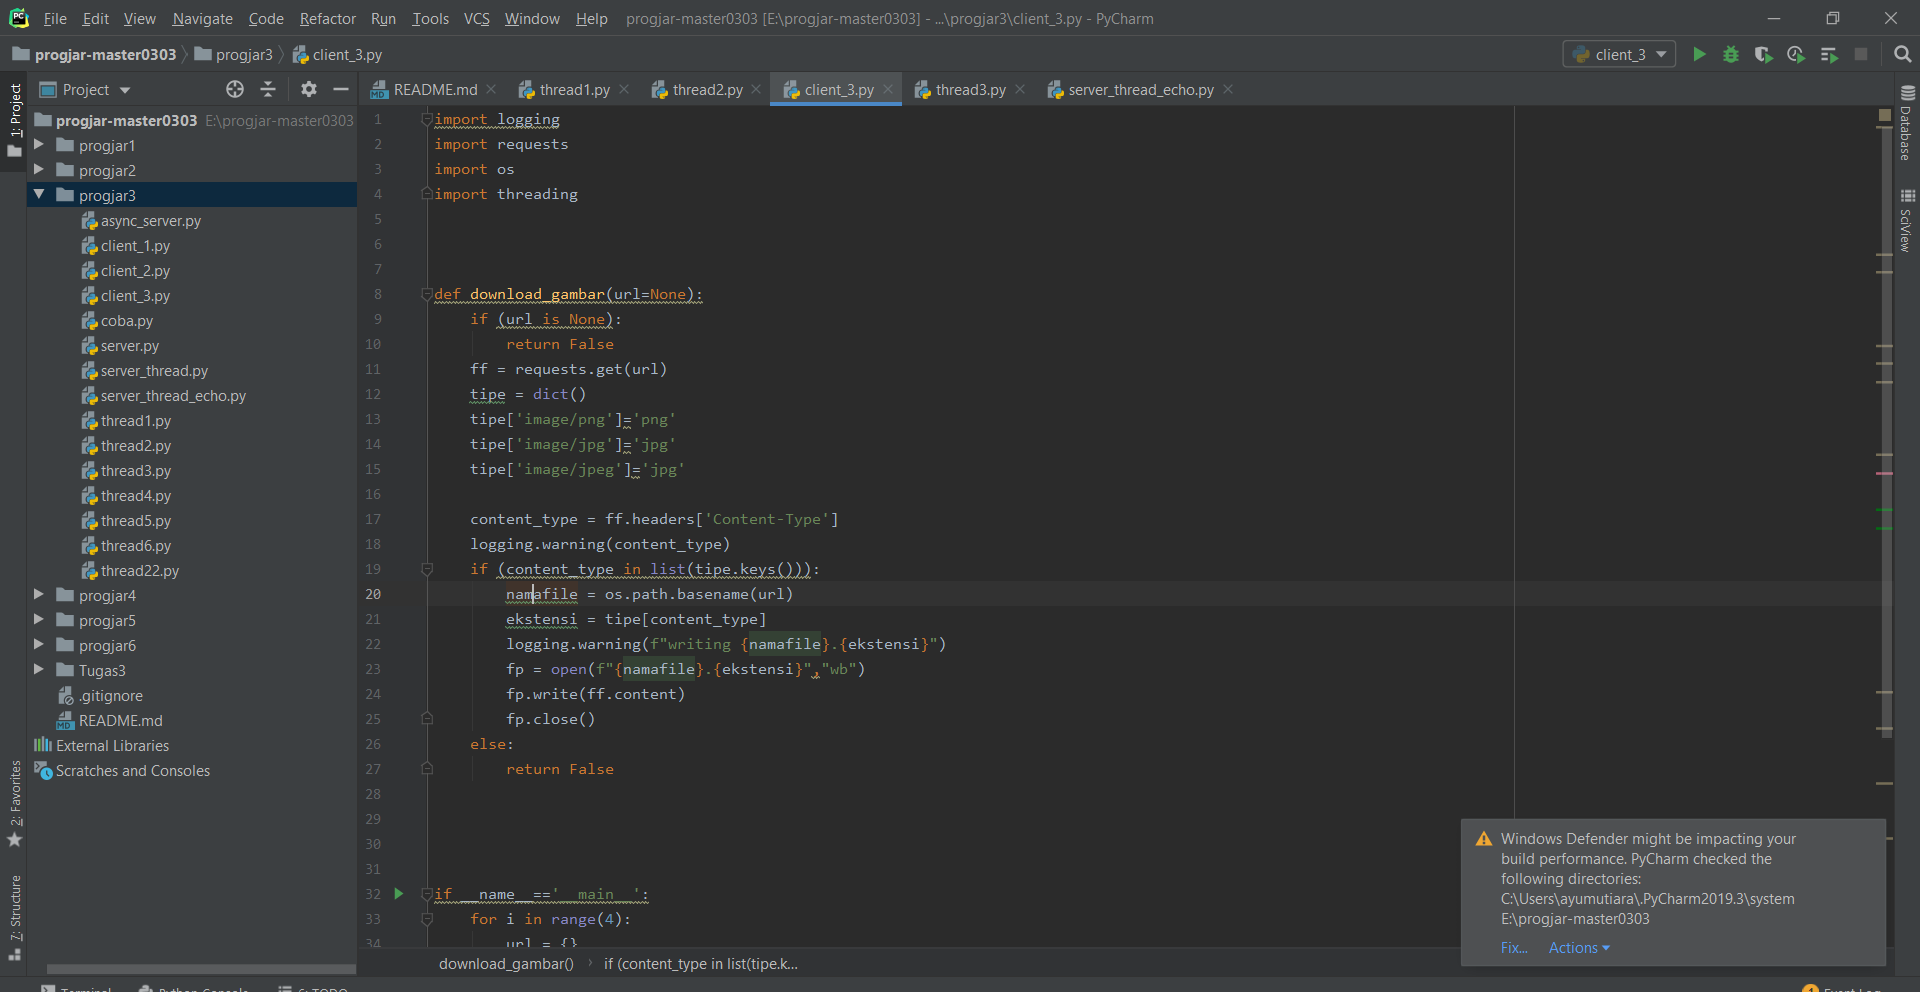 File Edit View Navigate Code Refactor Run Tools VCS Window Help progjar-master0303 [E:\progjar-master0303] - ...\progjar3\client_3.py - PyCharm
progjar-master0303 progjar3 client_3.py
client_3
1: Project
Project
README.md thread1.py thread2.py client_3.py thread3.py server_thread_echo.py
progjar-master0303 E:\progjar-master0303
progjar1
progjar2
progjar3
async_server.py
client_1.py
client_2.py
client_3.py
coba.py
server.py
server_thread.py
server_thread_echo.py
thread1.py
thread2.py
thread3.py
thread4.py
thread5.py
thread6.py
thread22.py
progjar4
progjar5
progjar6
Tugas3
.gitignore
README.md
External Libraries
Scratches and Consoles
2: Favorites
7: Structure
1 import logging
2 import requests
3 import os
4 import threading
5
6
7
8 def download_gambar(url=None):
9 if (url is None):
10 return False
11 ff = requests.get(url)
12 tipe = dict()
13 tipe['image/png']='png'
14 tipe['image/jpg']='jpg'
15 tipe['image/jpeg']='jpg'
16
17 content_type = ff.headers['Content-Type']
18 logging.warning(content_type)
19 if (content_type in list(tipe.keys())):
20 namafile = os.path.basename(url)
21 ekstensi = tipe[content_type]
22 logging.warning(f"writing {namafile}.{ekstensi}")
23 fp = open(f"{namafile}.{ekstensi}","wb")
24 fp.write(ff.content)
25 fp.close()
26 else:
27 return False
28
29
30
31
32 if __name__=='__main__':
33 for i in range(4):
34 url = {}
download_gambar() if (content_type in list(tipe.k...
Database
SciView
Windows Defender might be impacting your
build performance. PyCharm checked the
following directories:
C:\Users\ayumutiara\.PyCharm2019.3\system
E:\progjar-master0303
Fix... Actions
Terminal Python Console 6: TODO
1 Event Log